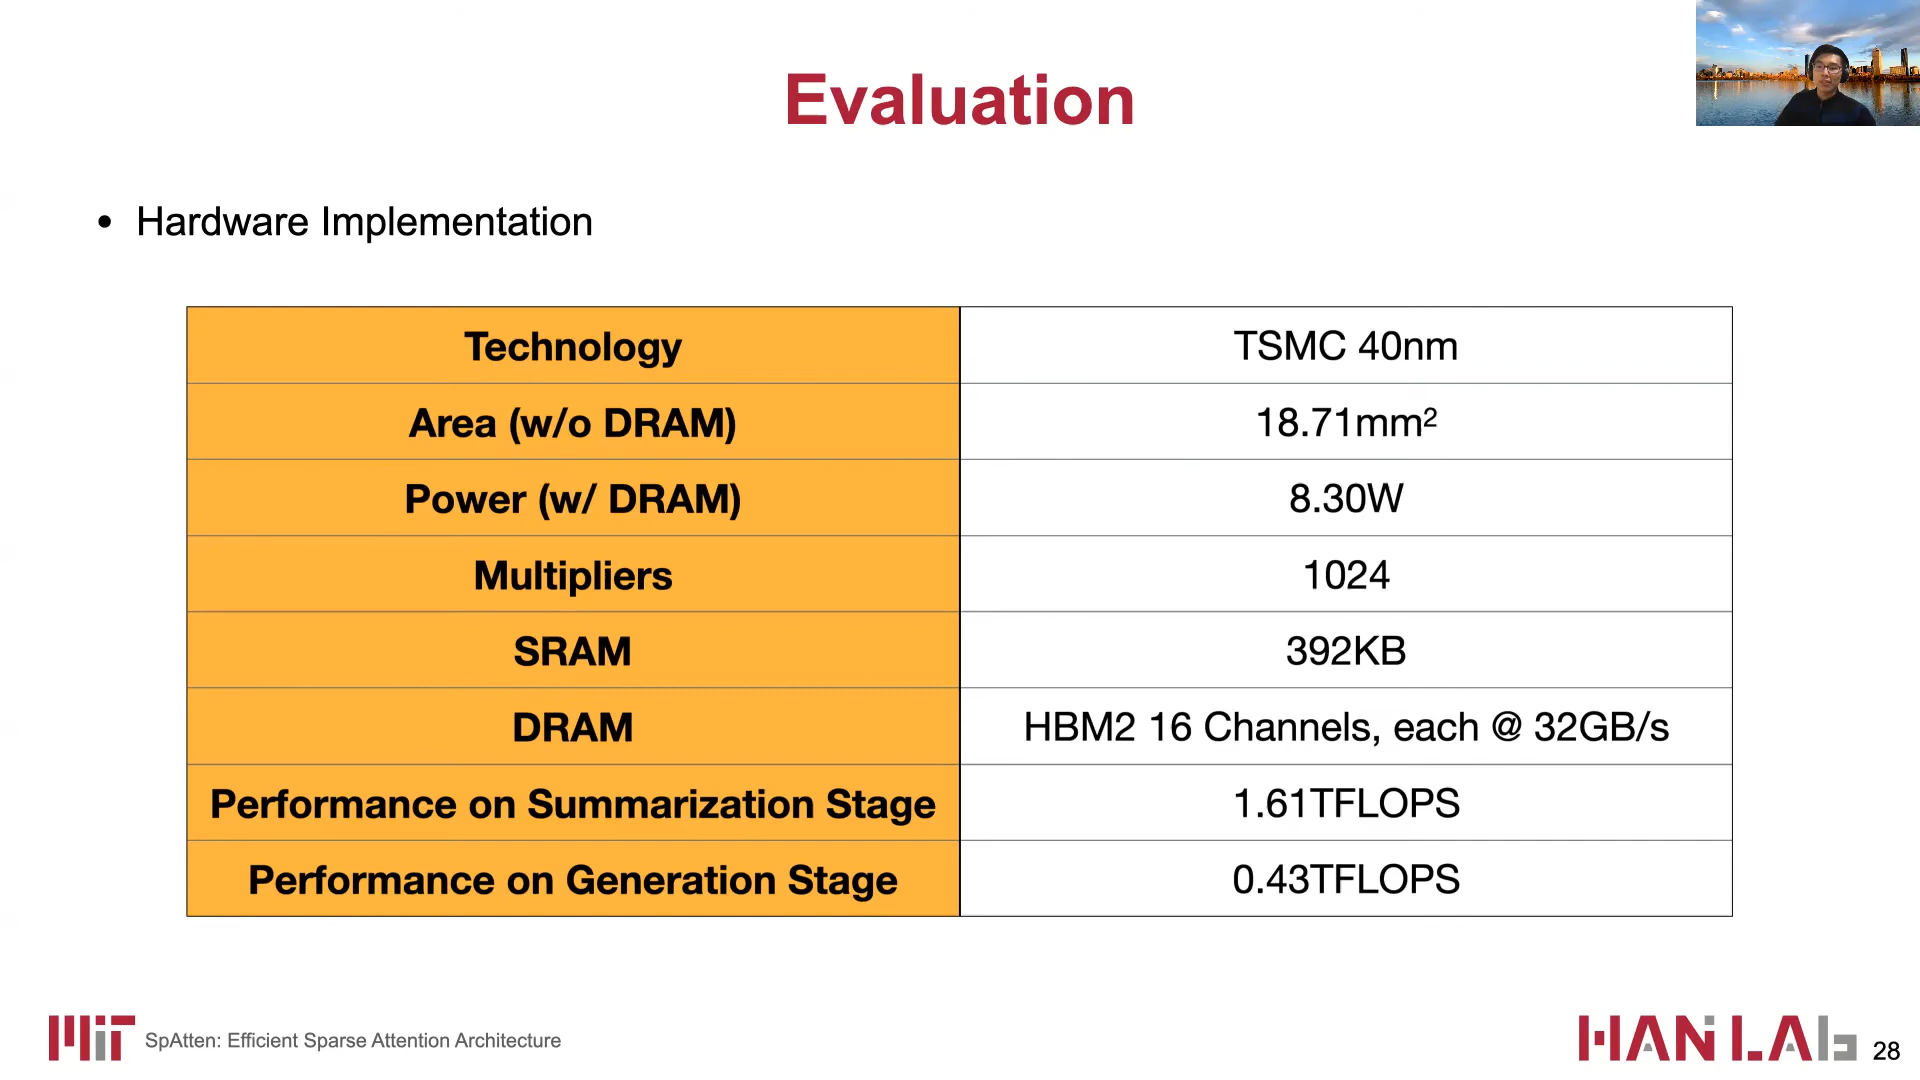 Evaluation
• Hardware Implementation
Technology TSMC 40nm
Area (w/o DRAM) 18.71mm²
Power (w/ DRAM) 8.30W
Multipliers 1024
SRAM 392KB
DRAM HBM2 16 Channels, each @ 32GB/s
Performance on Summarization Stage 1.61TFLOPS
Performance on Generation Stage 0.43TFLOPS
MIT SpAtten: Efficient Sparse Attention Architecture HAN LAB 28